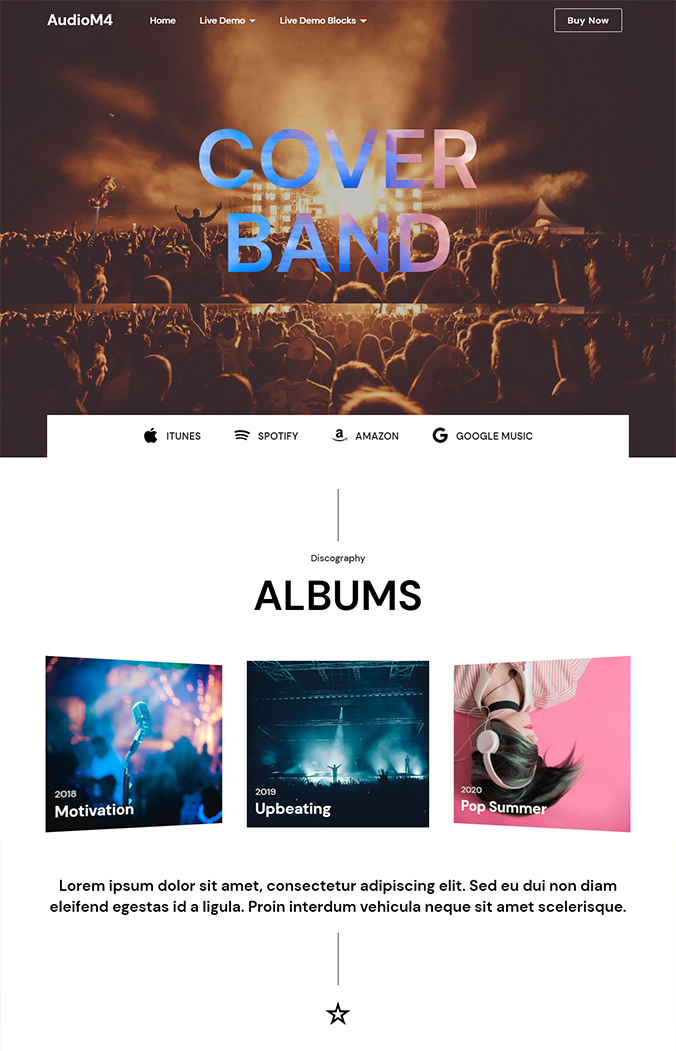 AudioM4 Home Live Demo Live Demo Blocks Buy Now
COVER
BAND
ITUNES SPOTIFY AMAZON GOOGLE MUSIC
Discography
ALBUMS
2018
Motivation
2019
Upbeating
2020
Pop Summer
Lorem ipsum dolor sit amet, consectetur adipiscing elit. Sed eu dui non diam
eleifend egestas id a ligula. Proin interdum vehicula neque sit amet scelerisque.